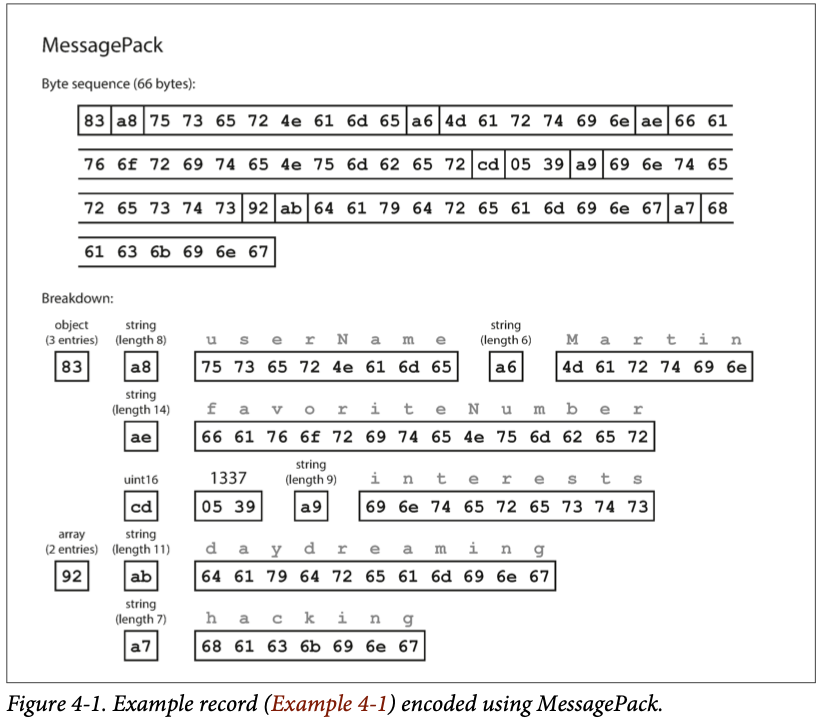 MessagePack
Byte sequence (66 bytes):
83 a8 75 73 65 72 4e 61 6d 65 a6 4d 61 72 74 69 6e ae 66 61
76 6f 72 69 74 65 4e 75 6d 62 65 72 cd 05 39 a9 69 6e 74 65
72 65 73 74 73 92 ab 64 61 79 64 72 65 61 6d 69 6e 67 a7 68
61 63 6b 69 6e 67
Breakdown:
object (3 entries)
83
string (length 8)
a8
u s e r N a m e
75 73 65 72 4e 61 6d 65
string (length 6)
a6
M a r t i n
4d 61 72 74 69 6e
string (length 14)
ae
f a v o r i t e N u m b e r
66 61 76 6f 72 69 74 65 4e 75 6d 62 65 72
uint16
cd
1337
05 39
string (length 9)
a9
i n t e r e s t s
69 6e 74 65 72 65 73 74 73
array (2 entries)
92
string (length 11)
ab
d a y d r e a m i n g
64 61 79 64 72 65 61 6d 69 6e 67
string (length 7)
a7
h a c k i n g
68 61 63 6b 69 6e 67
Figure 4-1. Example record (Example 4-1) encoded using MessagePack.